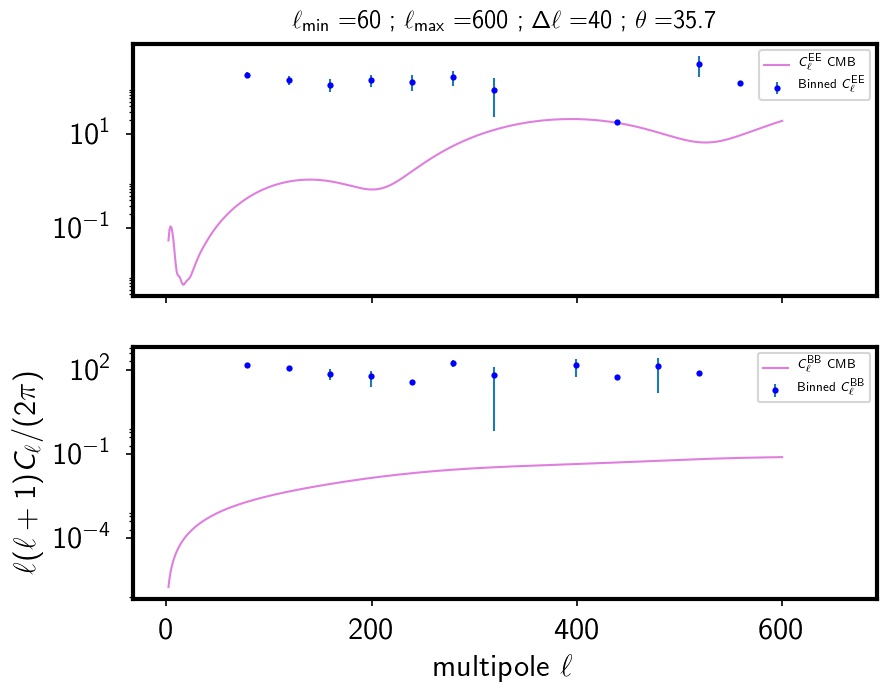 ℓ_min =60 ; ℓ_max =600 ; Δℓ =40 ; θ =35.7
C_ℓ^EE CMB
Binned C_ℓ^EE
10^1
10^−1
C_ℓ^BB CMB
Binned C_ℓ^BB
10^2
10^−1
10^−4
ℓ(ℓ + 1)C_ℓ/(2π)
0 200 400 600
multipole ℓ